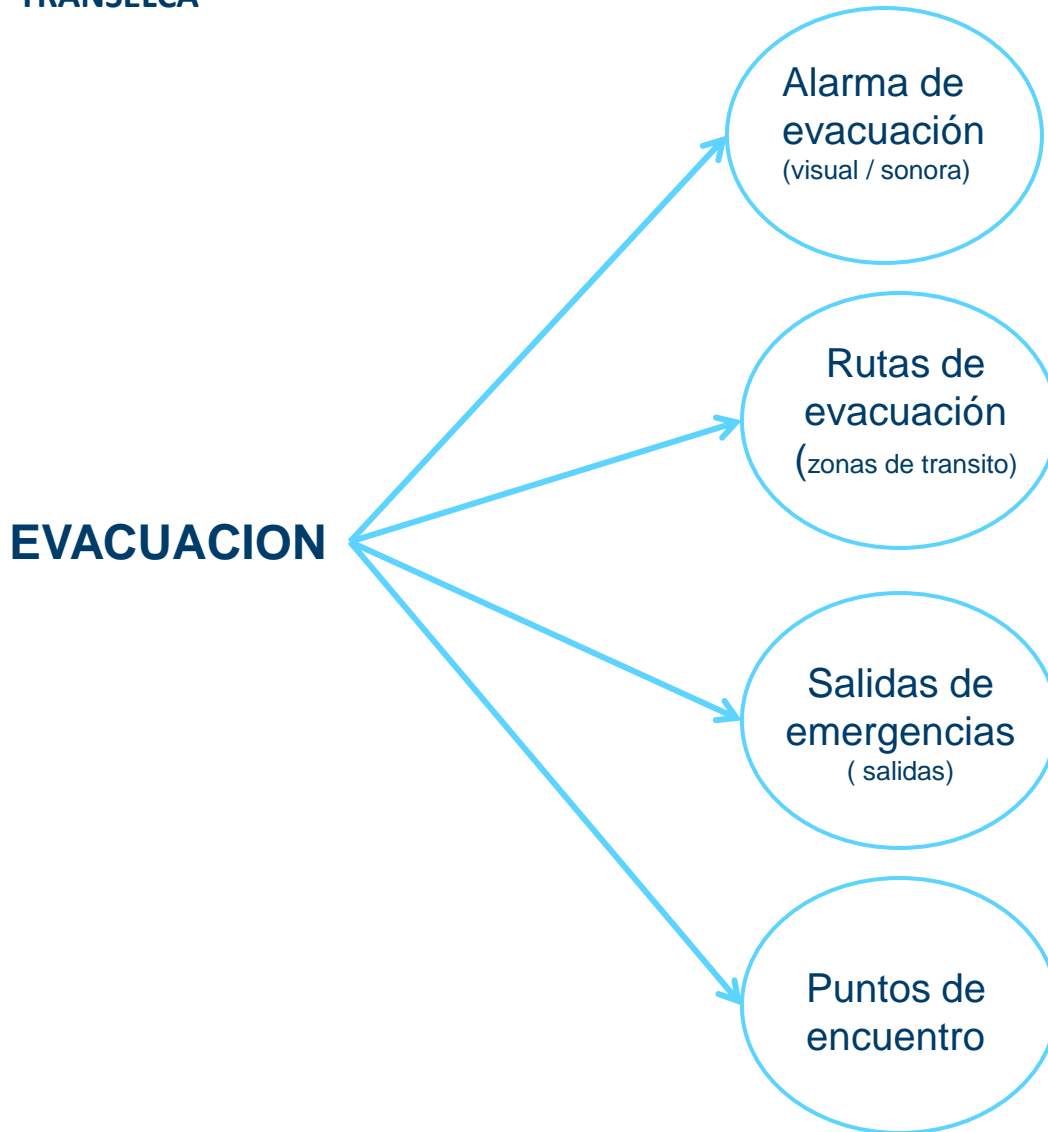 TRANSELCA
Alarma de
evacuación
(visual / sonora)
Rutas de
evacuación
(zonas de transito)
EVACUACION
Salidas de
emergencias
( salidas)
Puntos de
encuentro